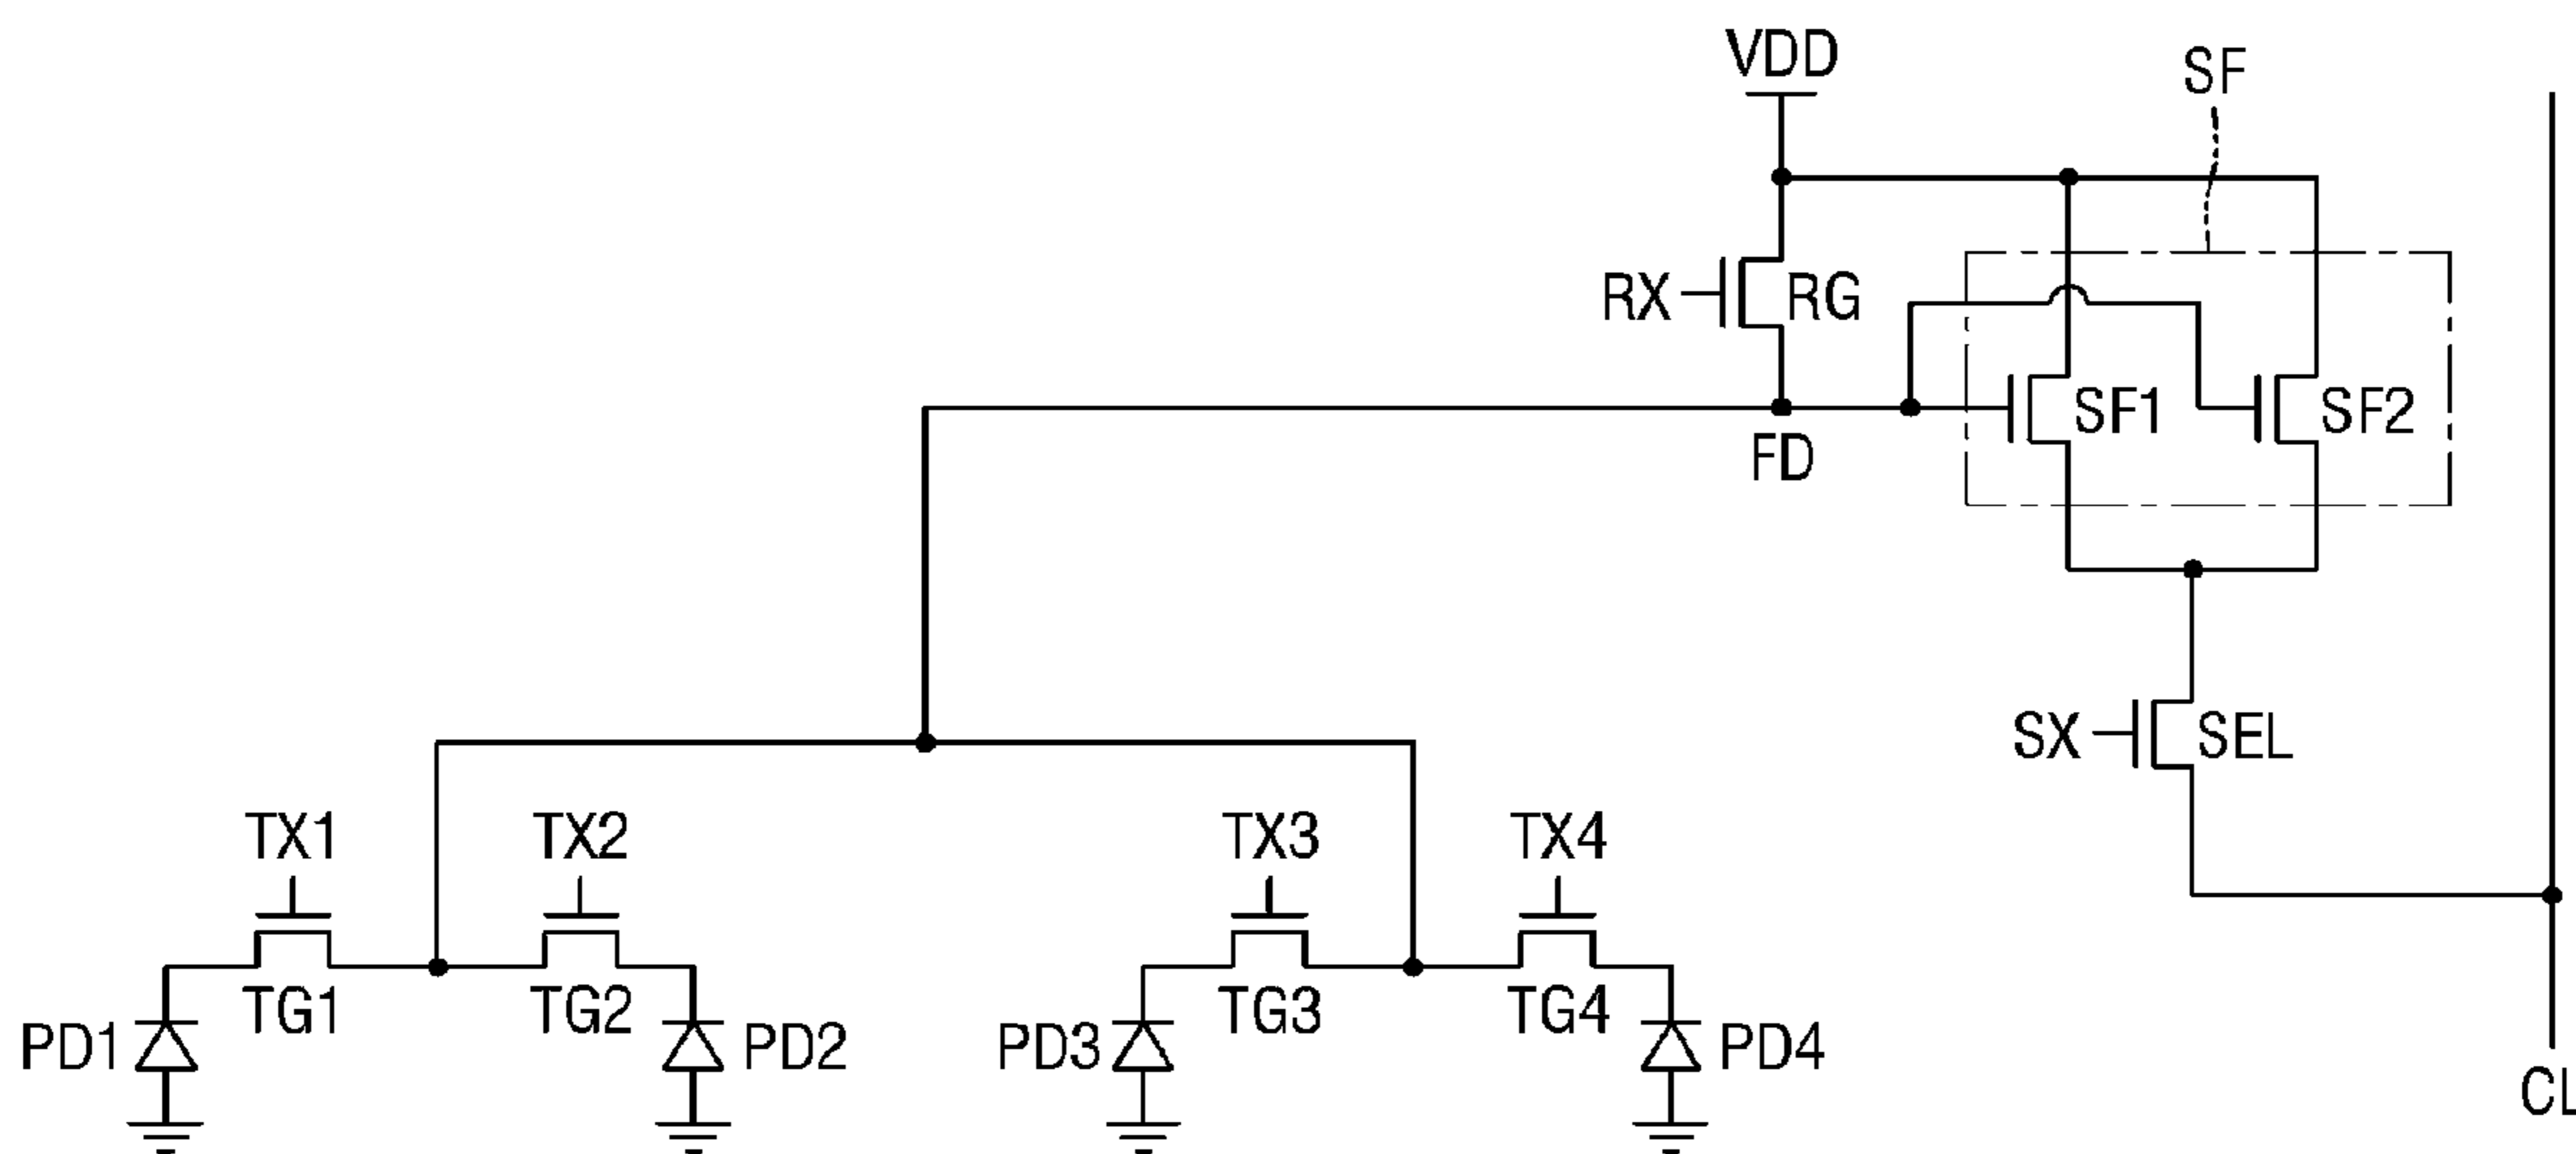 VDD
SF
RX
RG
SF1
SF2
FD
SX
SEL
TX1
TX2
TX3
TX4
TG1
TG2
TG3
TG4
PD1
PD2
PD3
PD4
CL